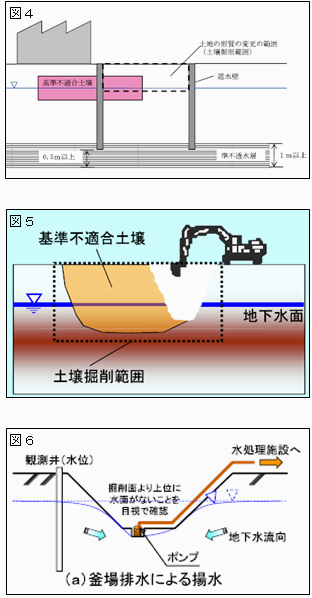 図4
土地の形質の変更の範囲
（土壌掘削範囲）
基準不適合土壌
遮水壁
0.5m以上
準不透水層
1m以上
図5
基準不適合土壌
地下水面
土壌掘削範囲
図6
水処理施設へ
観測井(水位)
掘削面より上位に
水面がないことを
目視で確認
地下水流向
ポンプ
(a)釜場排水による揚水